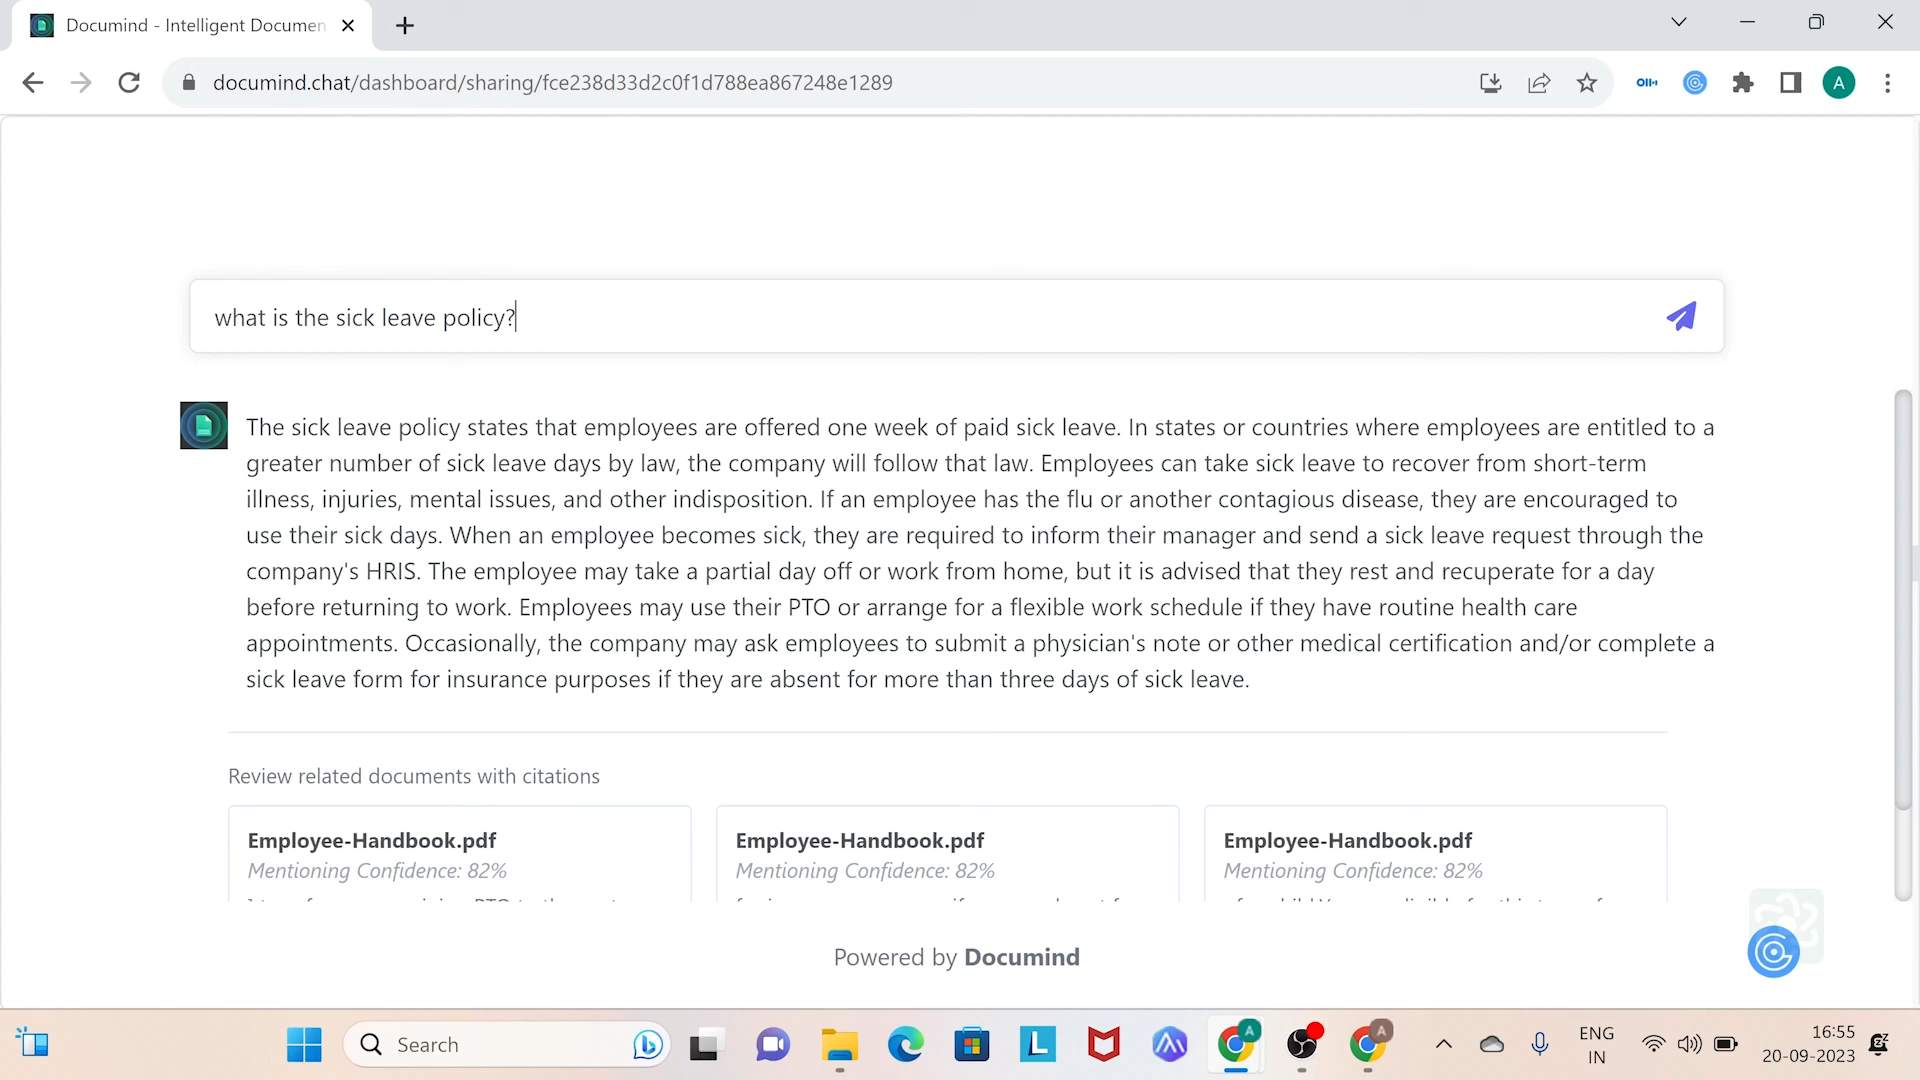 Documind - Intelligent Documen
documind.chat/dashboard/sharing/fce238d33d2c0f1d788ea867248e1289
A
what is the sick leave policy?
The sick leave policy states that employees are offered one week of paid sick leave. In states or countries where employees are entitled to a
greater number of sick leave days by law, the company will follow that law. Employees can take sick leave to recover from short-term
illness, injuries, mental issues, and other indisposition. If an employee has the flu or another contagious disease, they are encouraged to
use their sick days. When an employee becomes sick, they are required to inform their manager and send a sick leave request through the
company's HRIS. The employee may take a partial day off or work from home, but it is advised that they rest and recuperate for a day
before returning to work. Employees may use their PTO or arrange for a flexible work schedule if they have routine health care
appointments. Occasionally, the company may ask employees to submit a physician's note or other medical certification and/or complete a
sick leave form for insurance purposes if they are absent for more than three days of sick leave.
Review related documents with citations
Employee-Handbook.pdf
Mentioning Confidence: 82%
Employee-Handbook.pdf
Mentioning Confidence: 82%
Employee-Handbook.pdf
Mentioning Confidence: 82%
Powered by Documind
Search
L
A
A
ENG
IN
16:55
20-09-2023